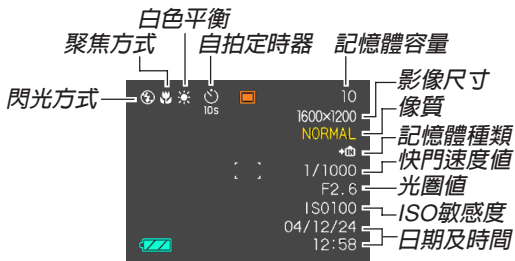 白色平衡
聚焦方式 自拍定時器 記憶體容量
閃光方式
10s
10
影像尺寸
1600×1200
像質
NORMAL
IN
記憶體種類
1/1000
快門速度值
F2.6
光圈值
ISO100
ISO敏感度
04/12/24
12:58
日期及時間